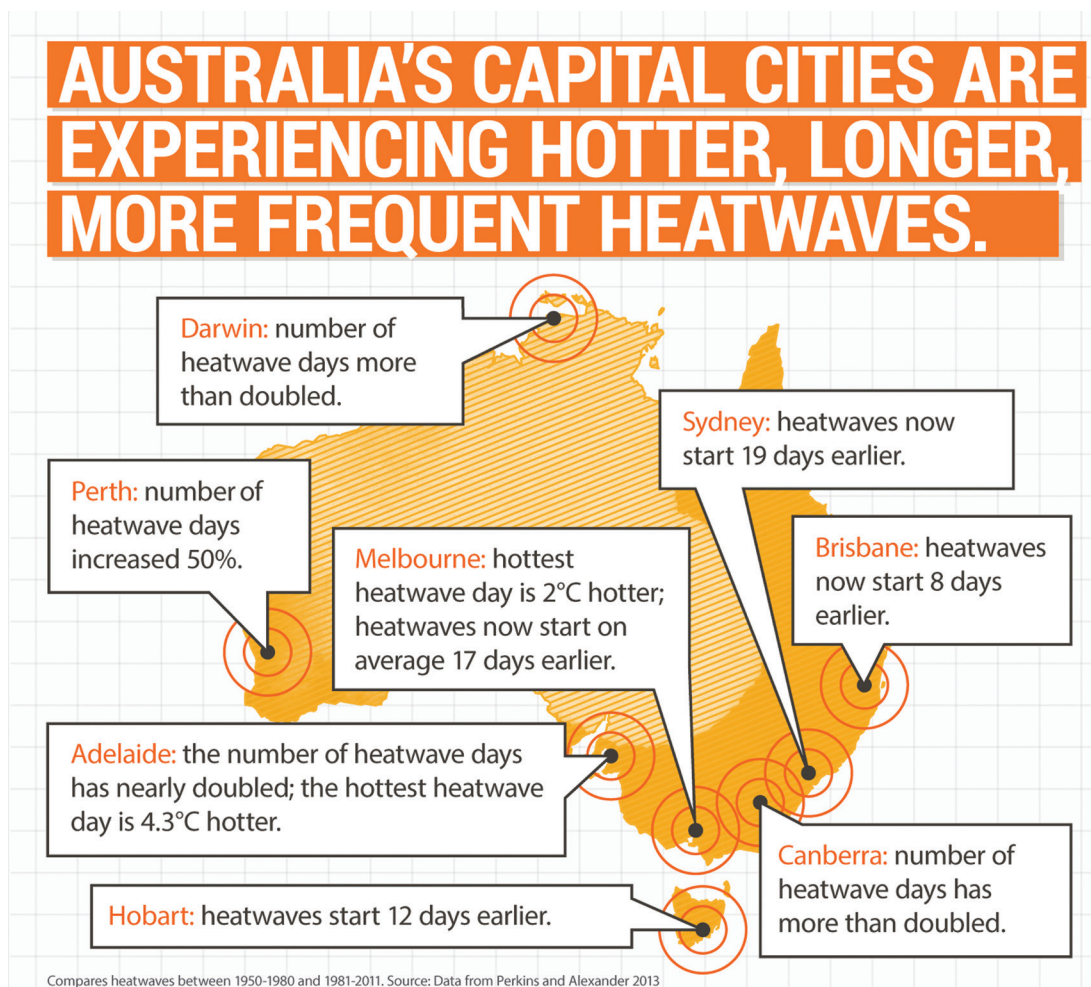 AUSTRALIA'S CAPITAL CITIES ARE
EXPERIENCING HOTTER, LONGER,
MORE FREQUENT HEATWAVES.
Darwin: number of
heatwave days more
than doubled.
Sydney: heatwaves now
start 19 days earlier.
Perth: number of
heatwave days
increased 50%.
Melbourne: hottest
heatwave day is 2°C hotter;
heatwaves now start on
average 17 days earlier.
Brisbane: heatwaves
now start 8 days
earlier.
Adelaide: the number of heatwave days
has nearly doubled; the hottest heatwave
day is 4.3°C hotter.
Canberra: number of
heatwave days has
more than doubled.
Hobart: heatwaves start 12 days earlier.
Compares heatwaves between 1950-1980 and 1981-2011. Source: Data from Perkins and Alexander 2013